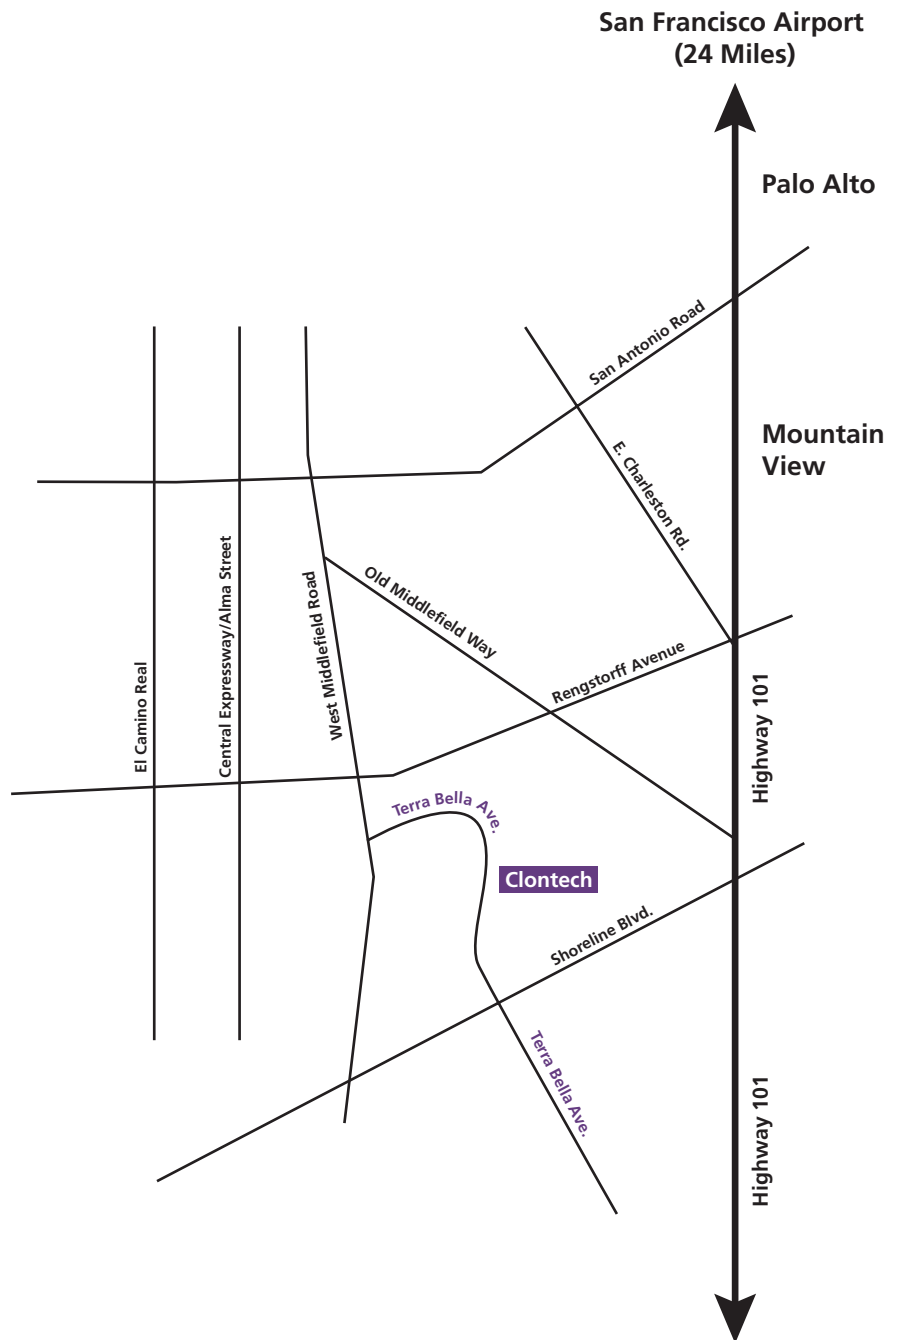 San Francisco Airport
(24 Miles)
Palo Alto
San Antonio Road
Mountain
View
E. Charleston Rd.
Old Middlefield Way
West Middlefield Road
Central Expressway/Alma Street
El Camino Real
Rengstorff Avenue
Highway 101
Terra Bella Ave.
Clontech
Shoreline Blvd.
Terra Bella Ave.
Highway 101